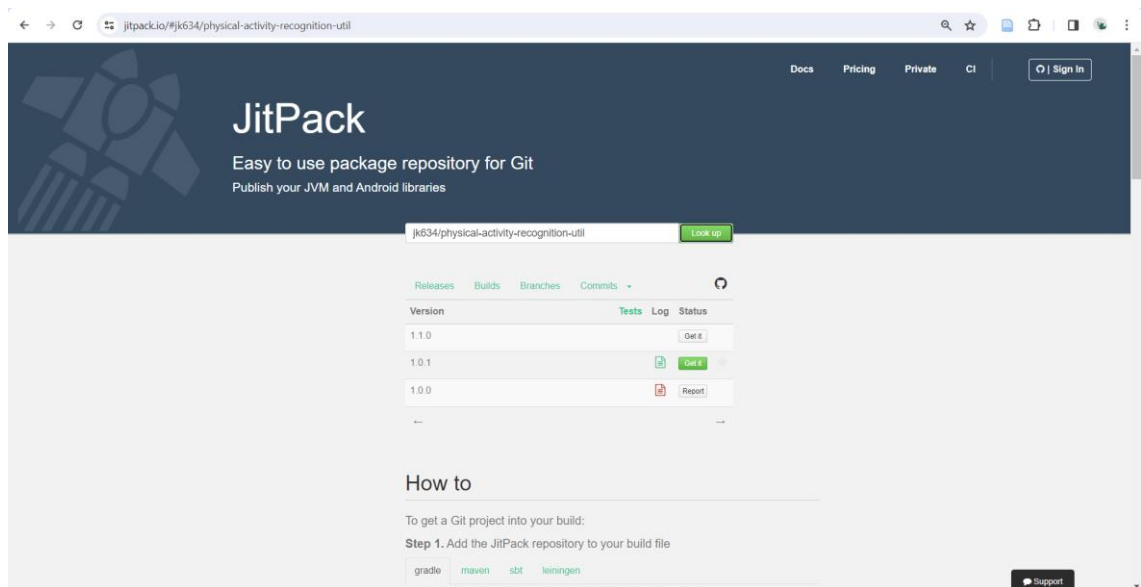 jitpack.io/#jk634/physical-activity-recognition-util
Docs Pricing Private CI Sign In
JitPack
Easy to use package repository for Git
Publish your JVM and Android libraries
jk634/physical-activity-recognition-util Look up
Releases Builds Branches Commits
Version Tests Log Status
1.1.0 Get it
1.0.1 Get it
1.0.0 Report
← →
How to
To get a Git project into your build:
Step 1. Add the JitPack repository to your build file
gradle maven sbt leiningen
Support